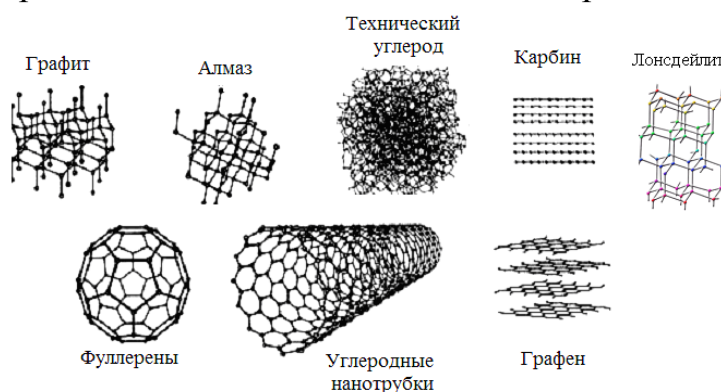 Графит
Алмаз
Технический
углерод
Карбин
Лонсдейлит
Фуллерены
Углеродные
нанотрубки
Графен